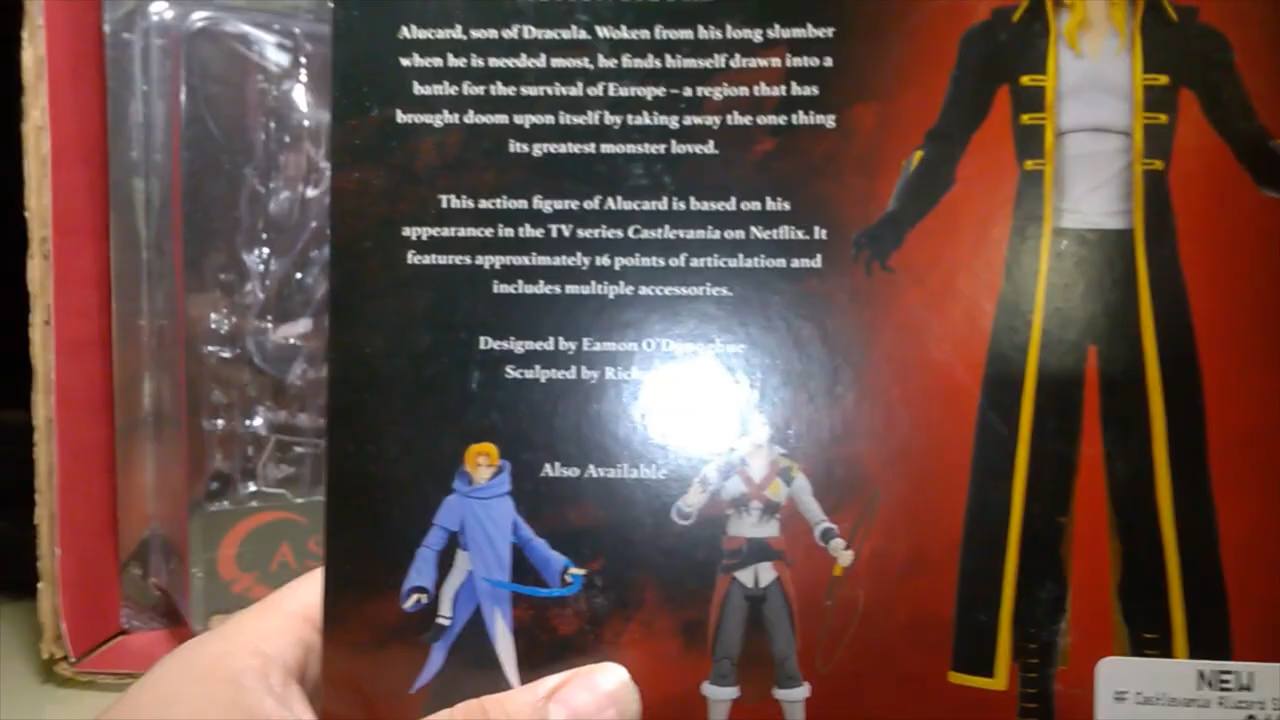 Alucard, son of Dracula. Woken from his long slumber
when he is needed most, he finds himself drawn into a
battle for the survival of Europe – a region that has
brought doom upon itself by taking away the one thing
its greatest monster loved.
This action figure of Alucard is based on his
appearance in the TV series Castlevania on Netflix. It
features approximately 16 points of articulation and
includes multiple accessories.
Designed by Eamon O'Donoghue
Sculpted by
Also Available
NEW
AF Castlevania Alucard